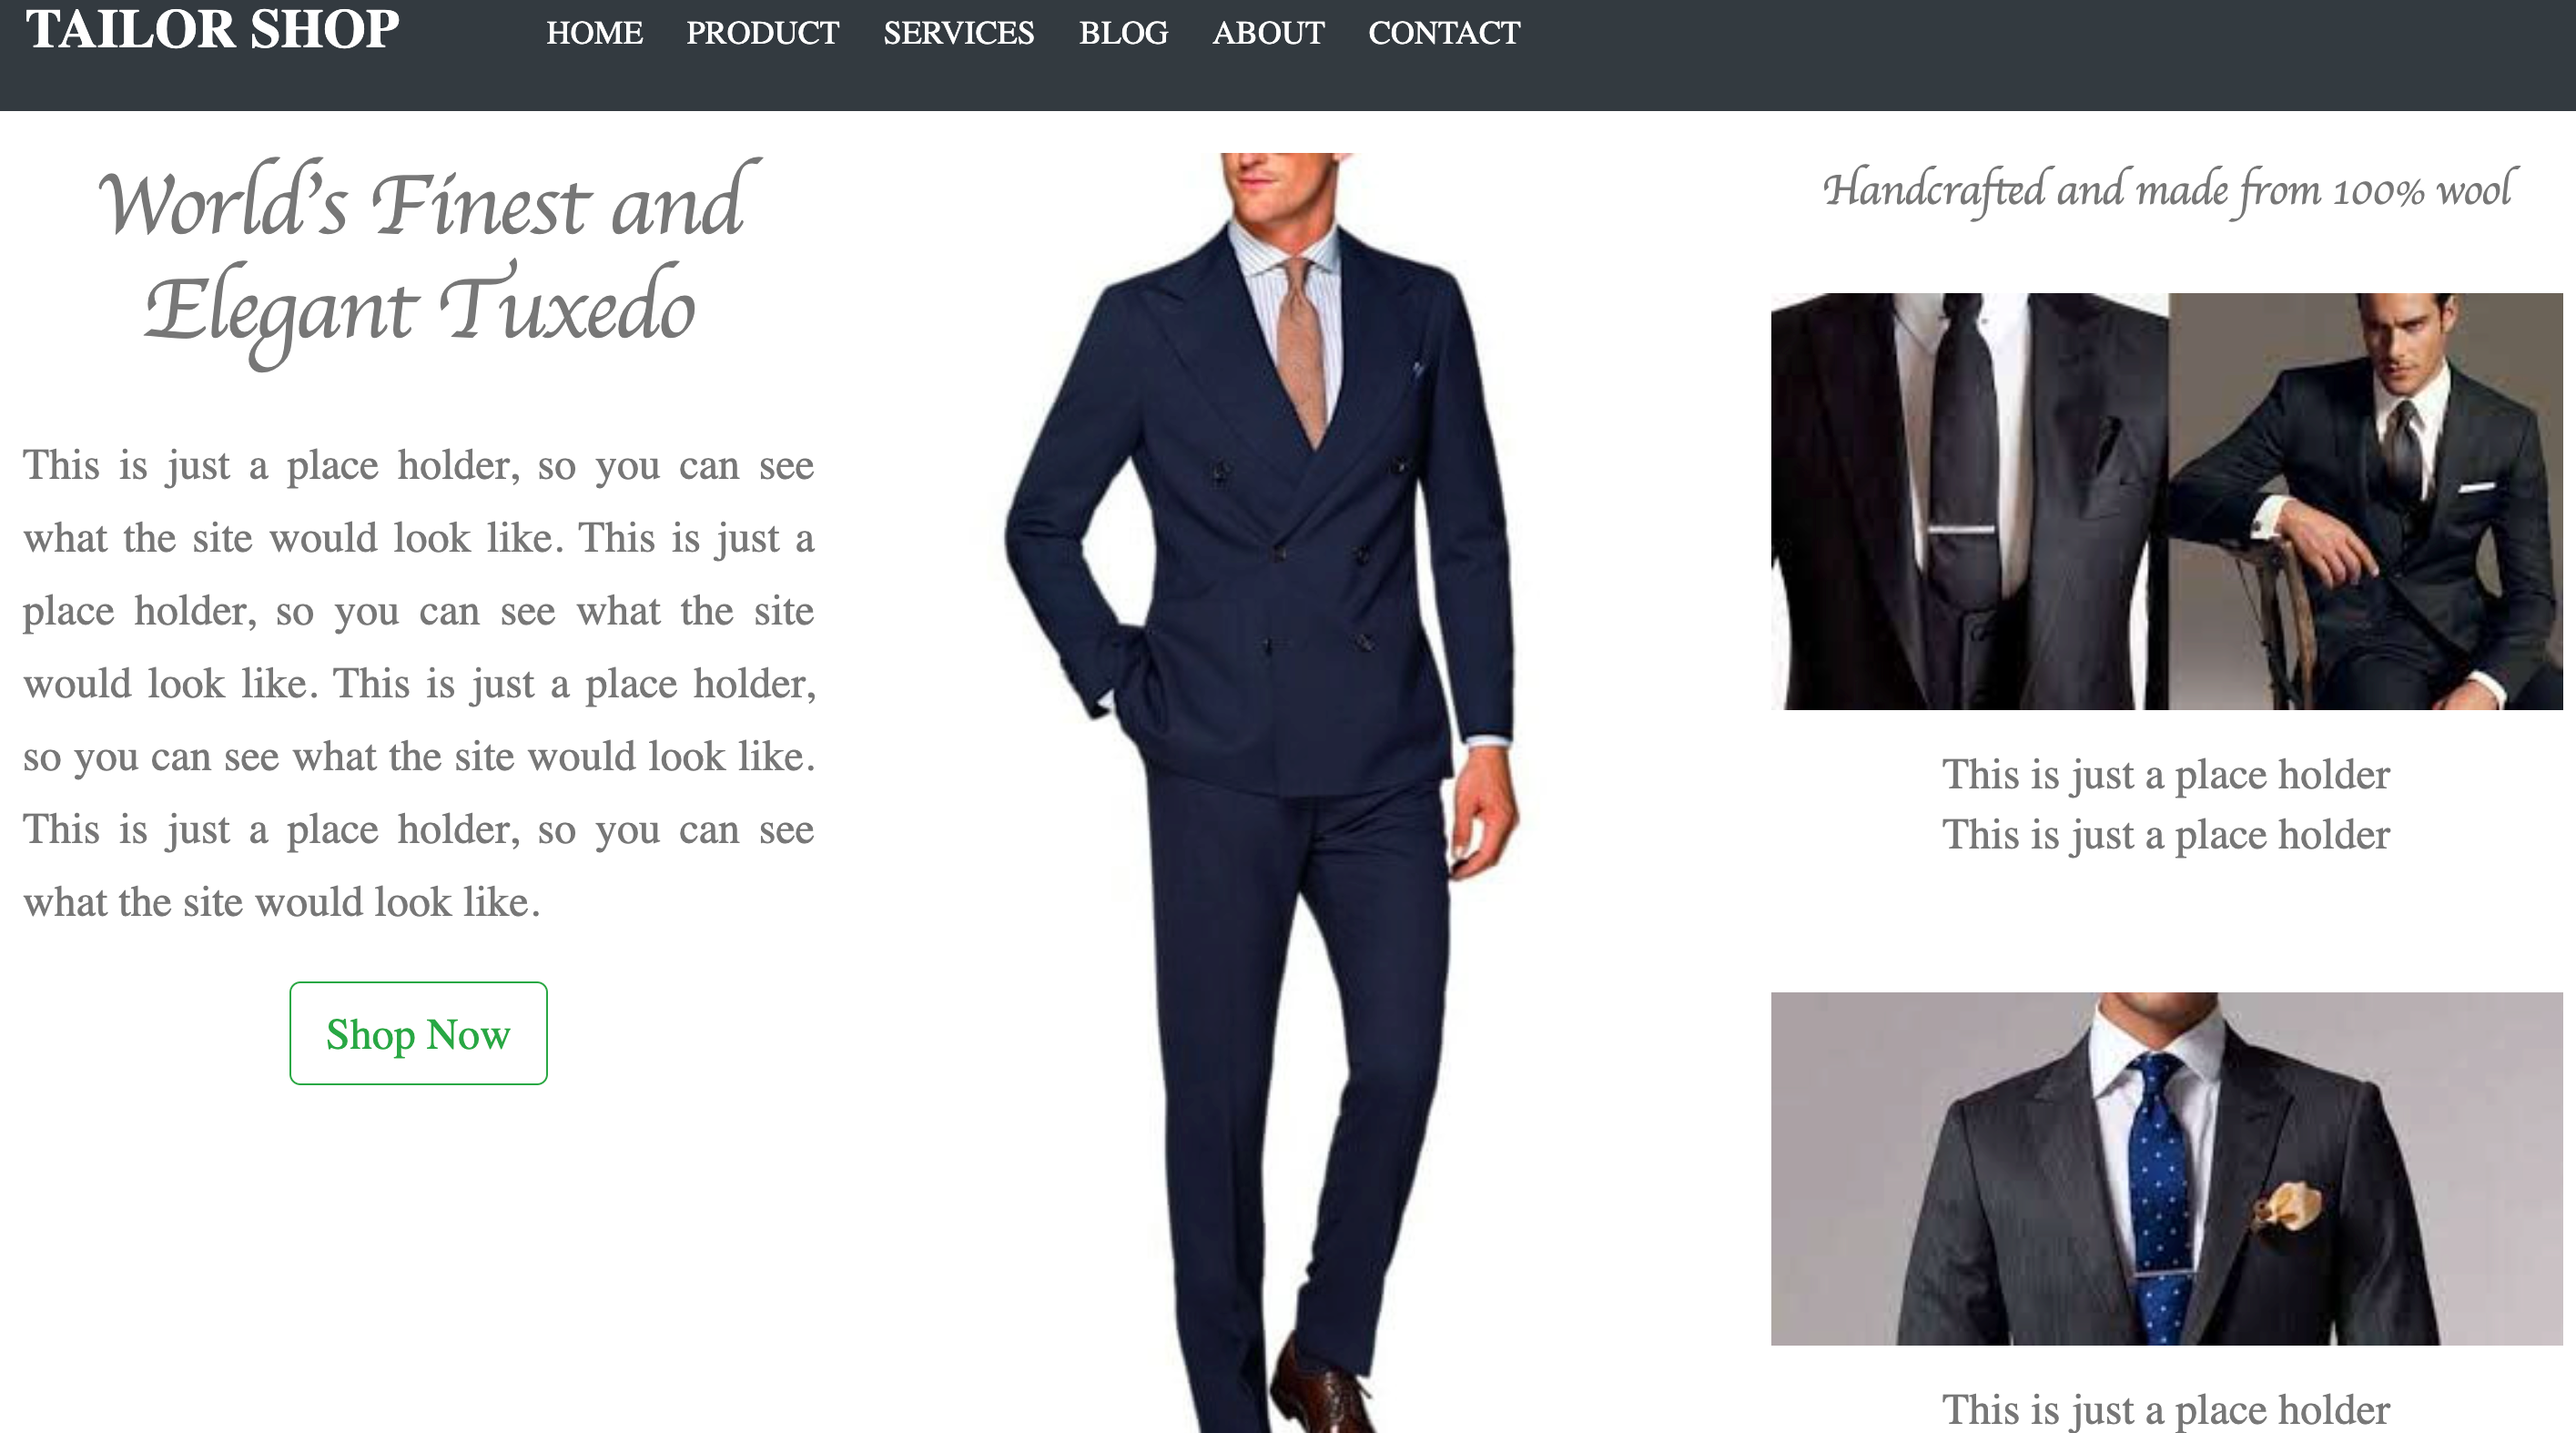 TAILOR SHOP
HOME PRODUCT SERVICES BLOG ABOUT CONTACT
World's Finest and
Elegant Tuxedo
This is just a place holder, so you can see
what the site would look like. This is just a
place holder, so you can see what the site
would look like. This is just a place holder,
so you can see what the site would look like.
This is just a place holder, so you can see
what the site would look like.
Shop Now
Handcrafted and made from 100% wool
This is just a place holder
This is just a place holder
This is just a place holder